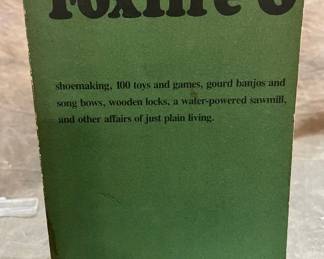 Foxfire 6
shoemaking, 100 toys and games, gourd banjos and
song bows, wooden locks, a water-powered sawmill,
and other affairs of just plain living.